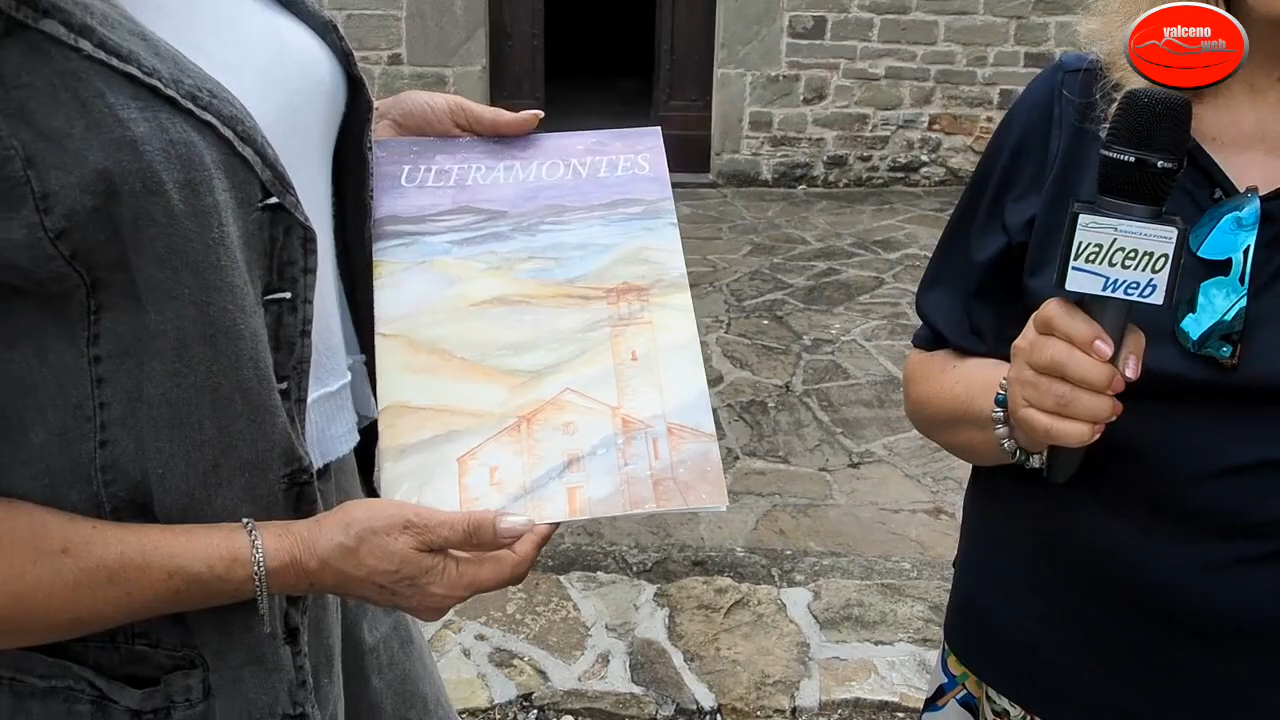 valceno
web
ULTRAMONTES
ASSOCIAZIONE
valceno
web